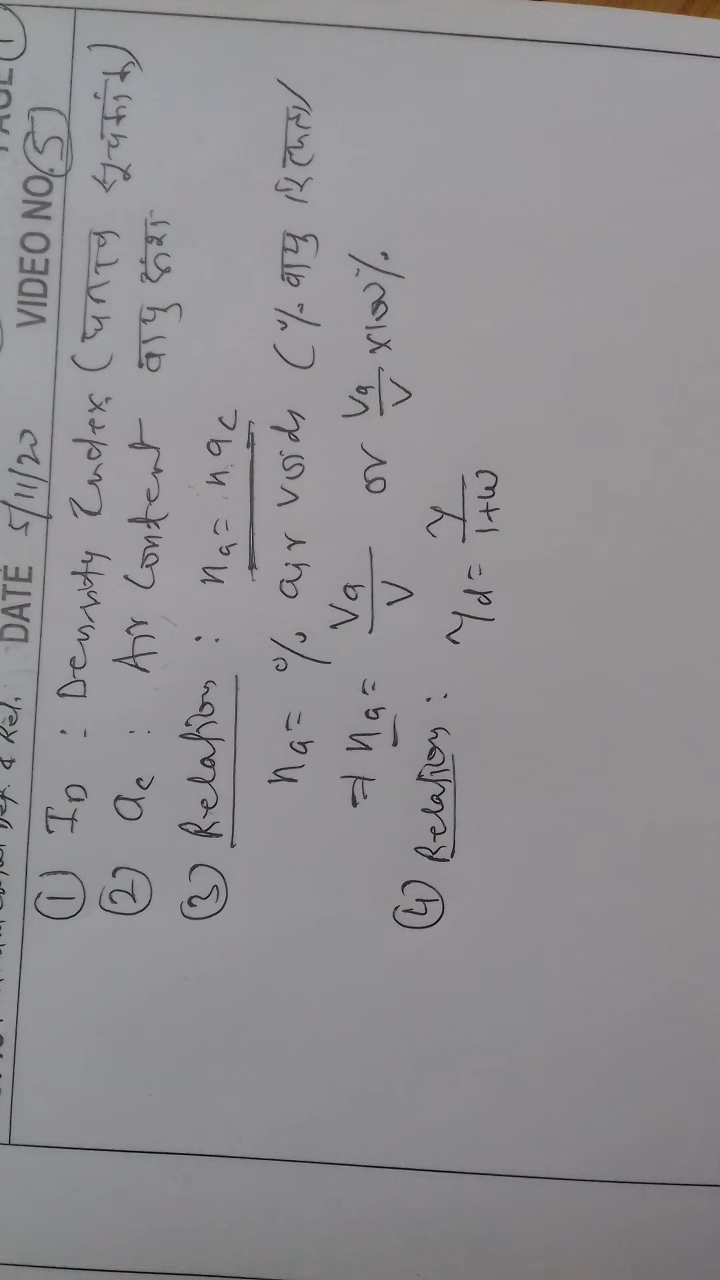 DATE 5/11/20 VIDEO NO. 5
① I_D : Density Index (घनत्व सूचकांक)
② a_c : Air Content वायु अंश
③ Relation : n_a = n.a_c
n_a = % air voids (% वायु
⇒ n_a = V_a/V or V_a/V × 100%
④ Relation : γ_d = γ/(1+w)